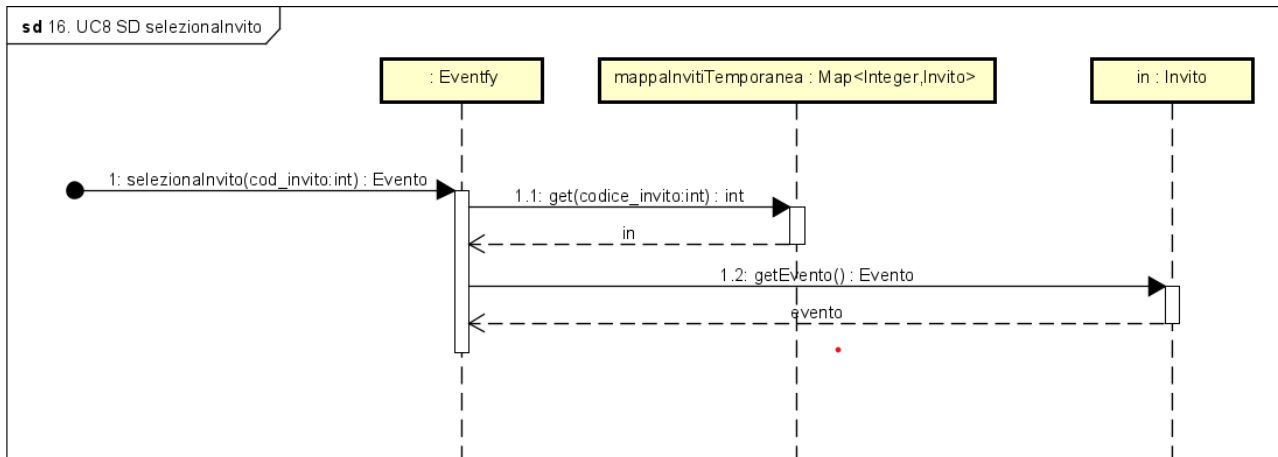 sd 16. UC8 SD selezionaInvito
: Eventfy
mappaInvitiTemporanea : Map<Integer,Invito>
in : Invito
1: selezionaInvito(cod_invito:int) : Evento
1.1: get(codice_invito:int) : int
in
1.2: getEvento() : Evento
evento